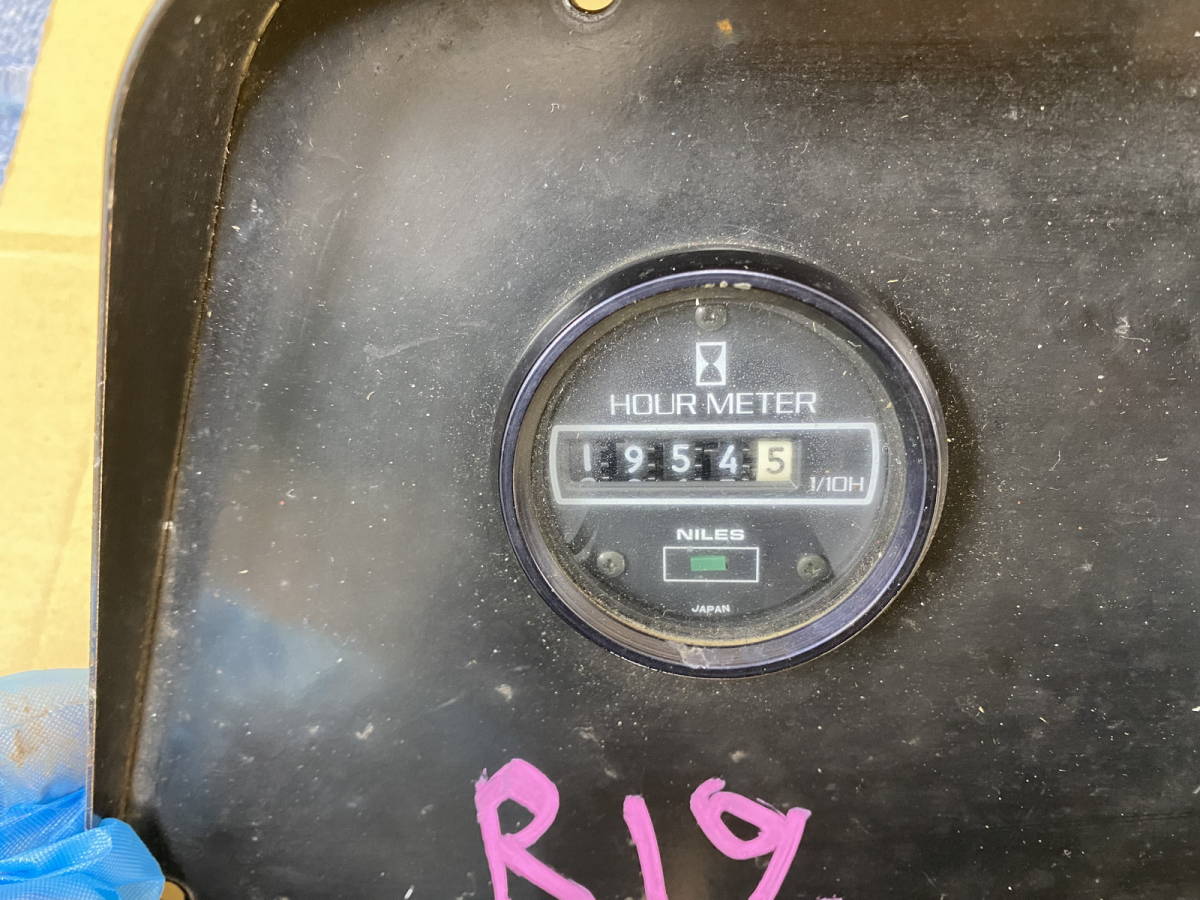 HOUR METER
19545
1/10H
NILES
JAPAN
R19